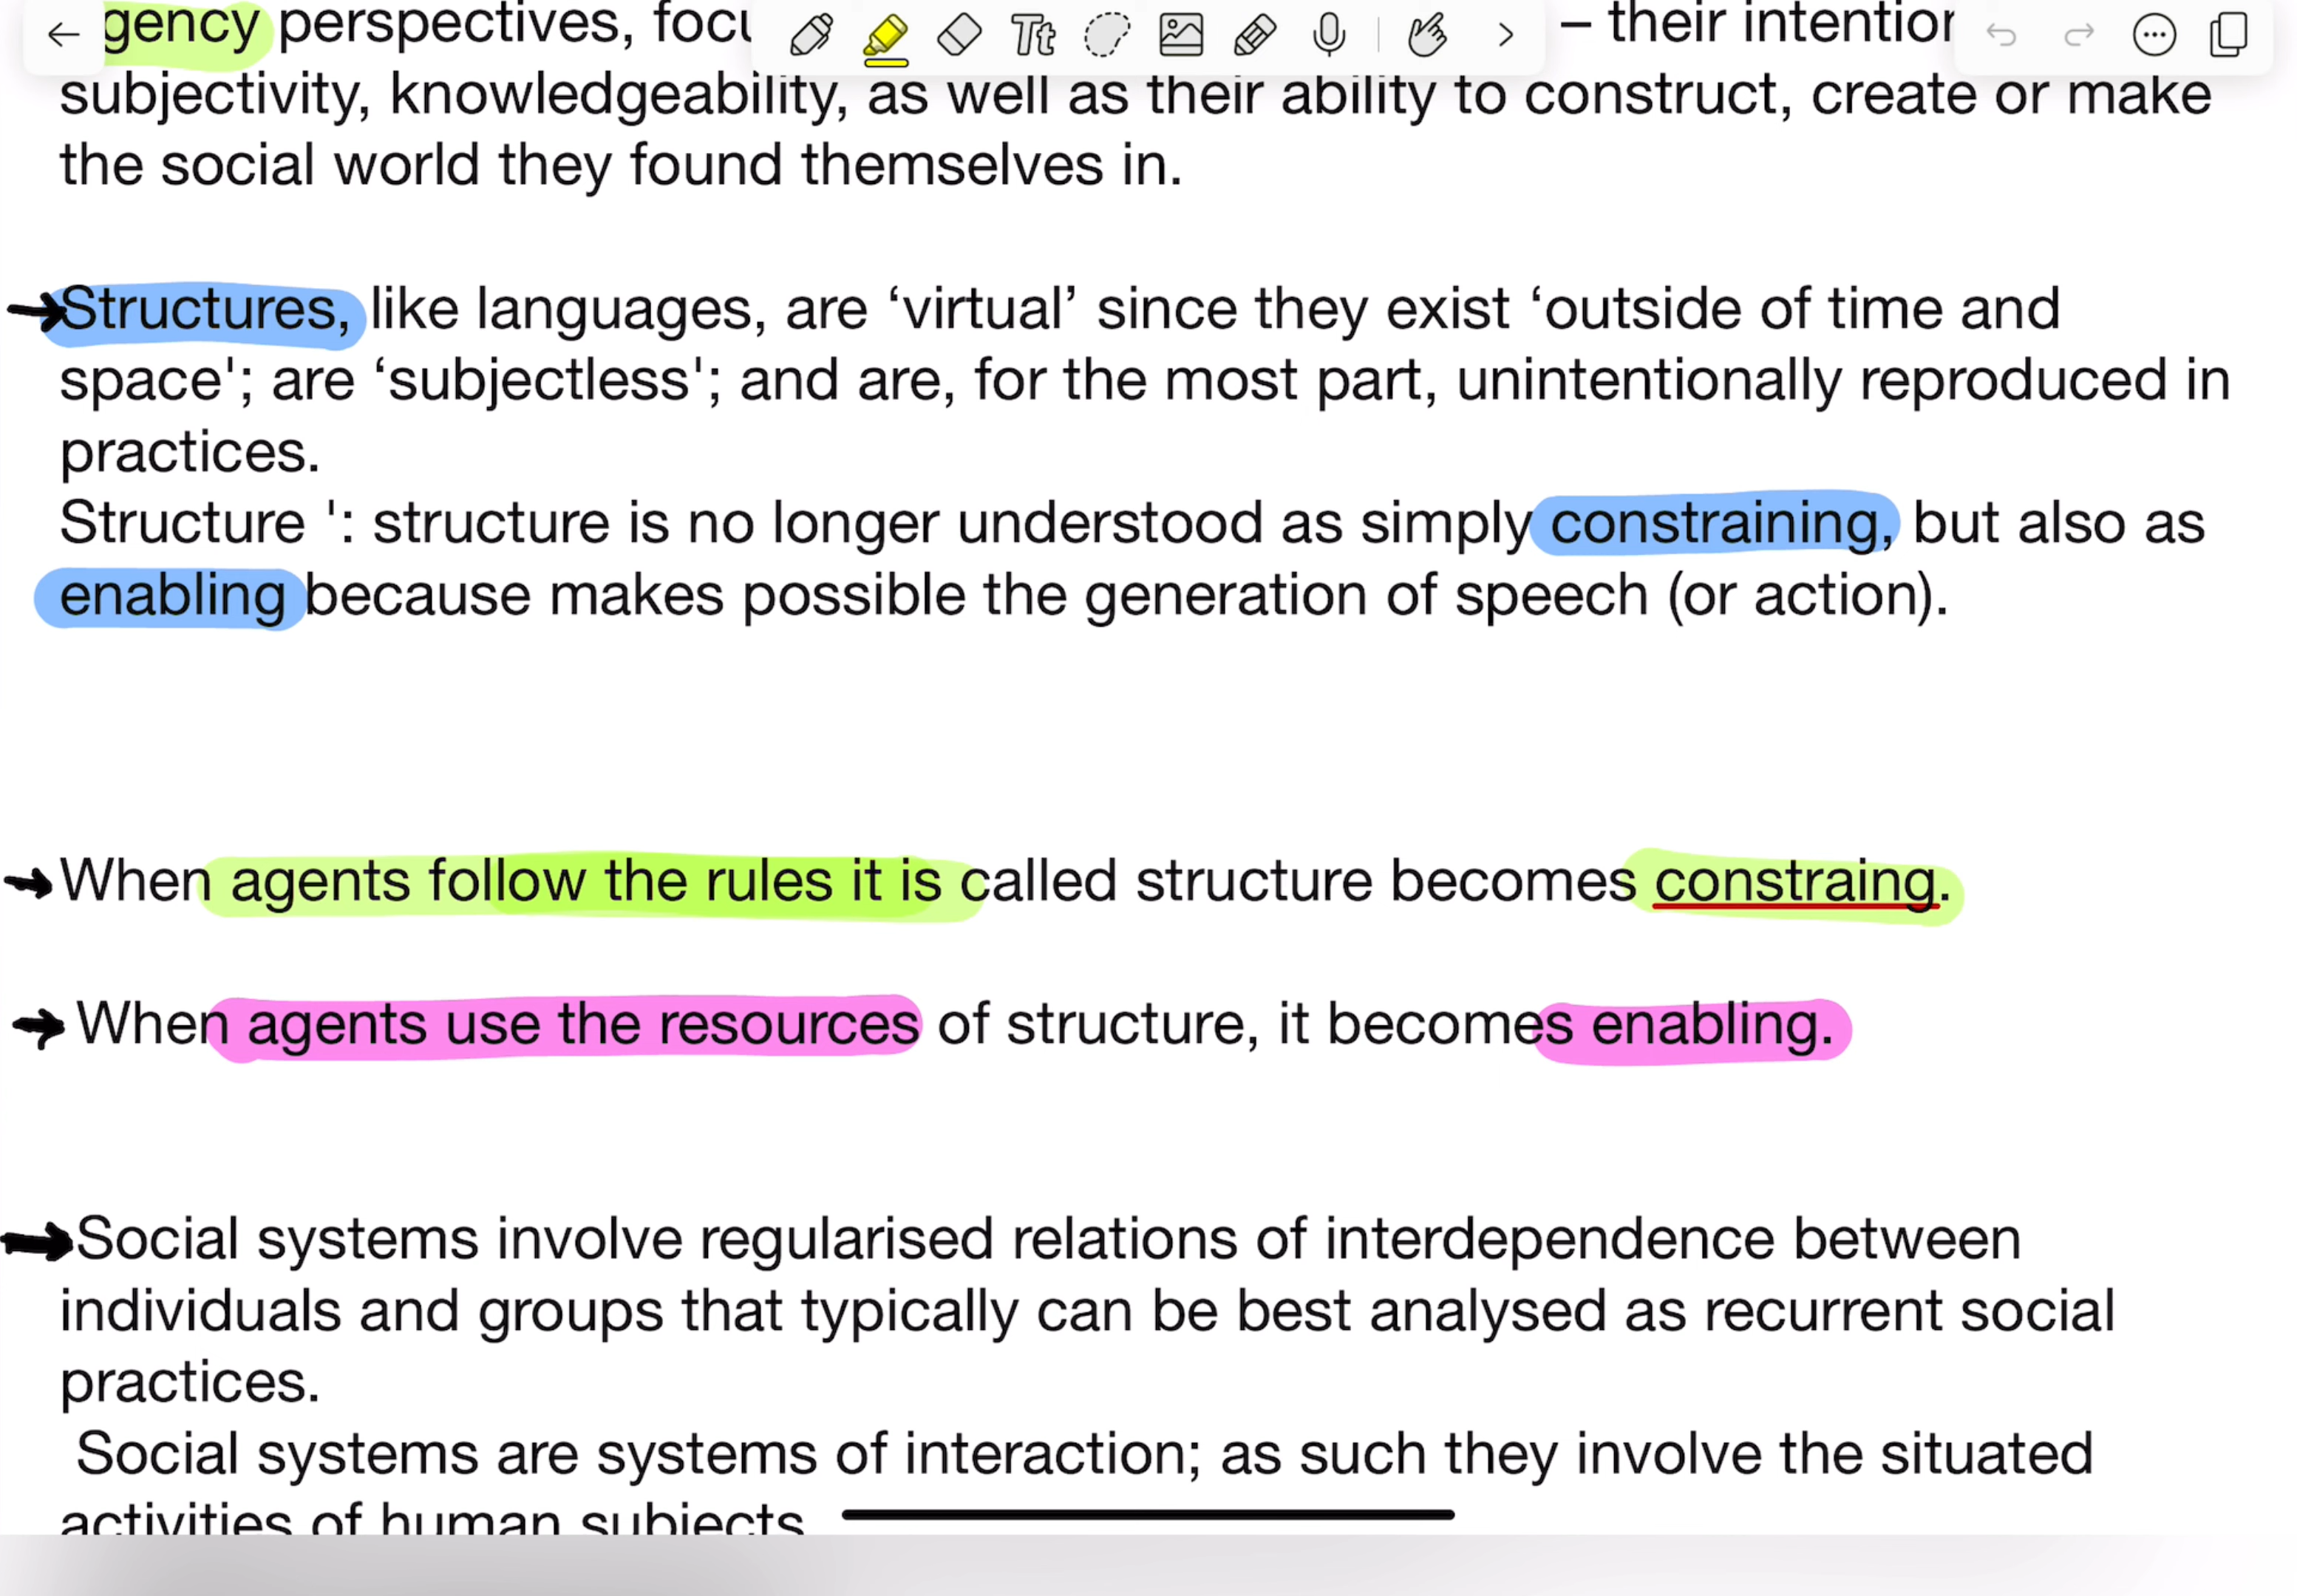 gency perspectives, focu – their intention
subjectivity, knowledgeability, as well as their ability to construct, create or make
the social world they found themselves in.
Structures, like languages, are ‘virtual’ since they exist ‘outside of time and
space'; are ‘subjectless'; and are, for the most part, unintentionally reproduced in
practices.
Structure ': structure is no longer understood as simply constraining, but also as
enabling because makes possible the generation of speech (or action).
When agents follow the rules it is called structure becomes constraing.
When agents use the resources of structure, it becomes enabling.
Social systems involve regularised relations of interdependence between
individuals and groups that typically can be best analysed as recurrent social
practices.
Social systems are systems of interaction; as such they involve the situated
activities of human subjects